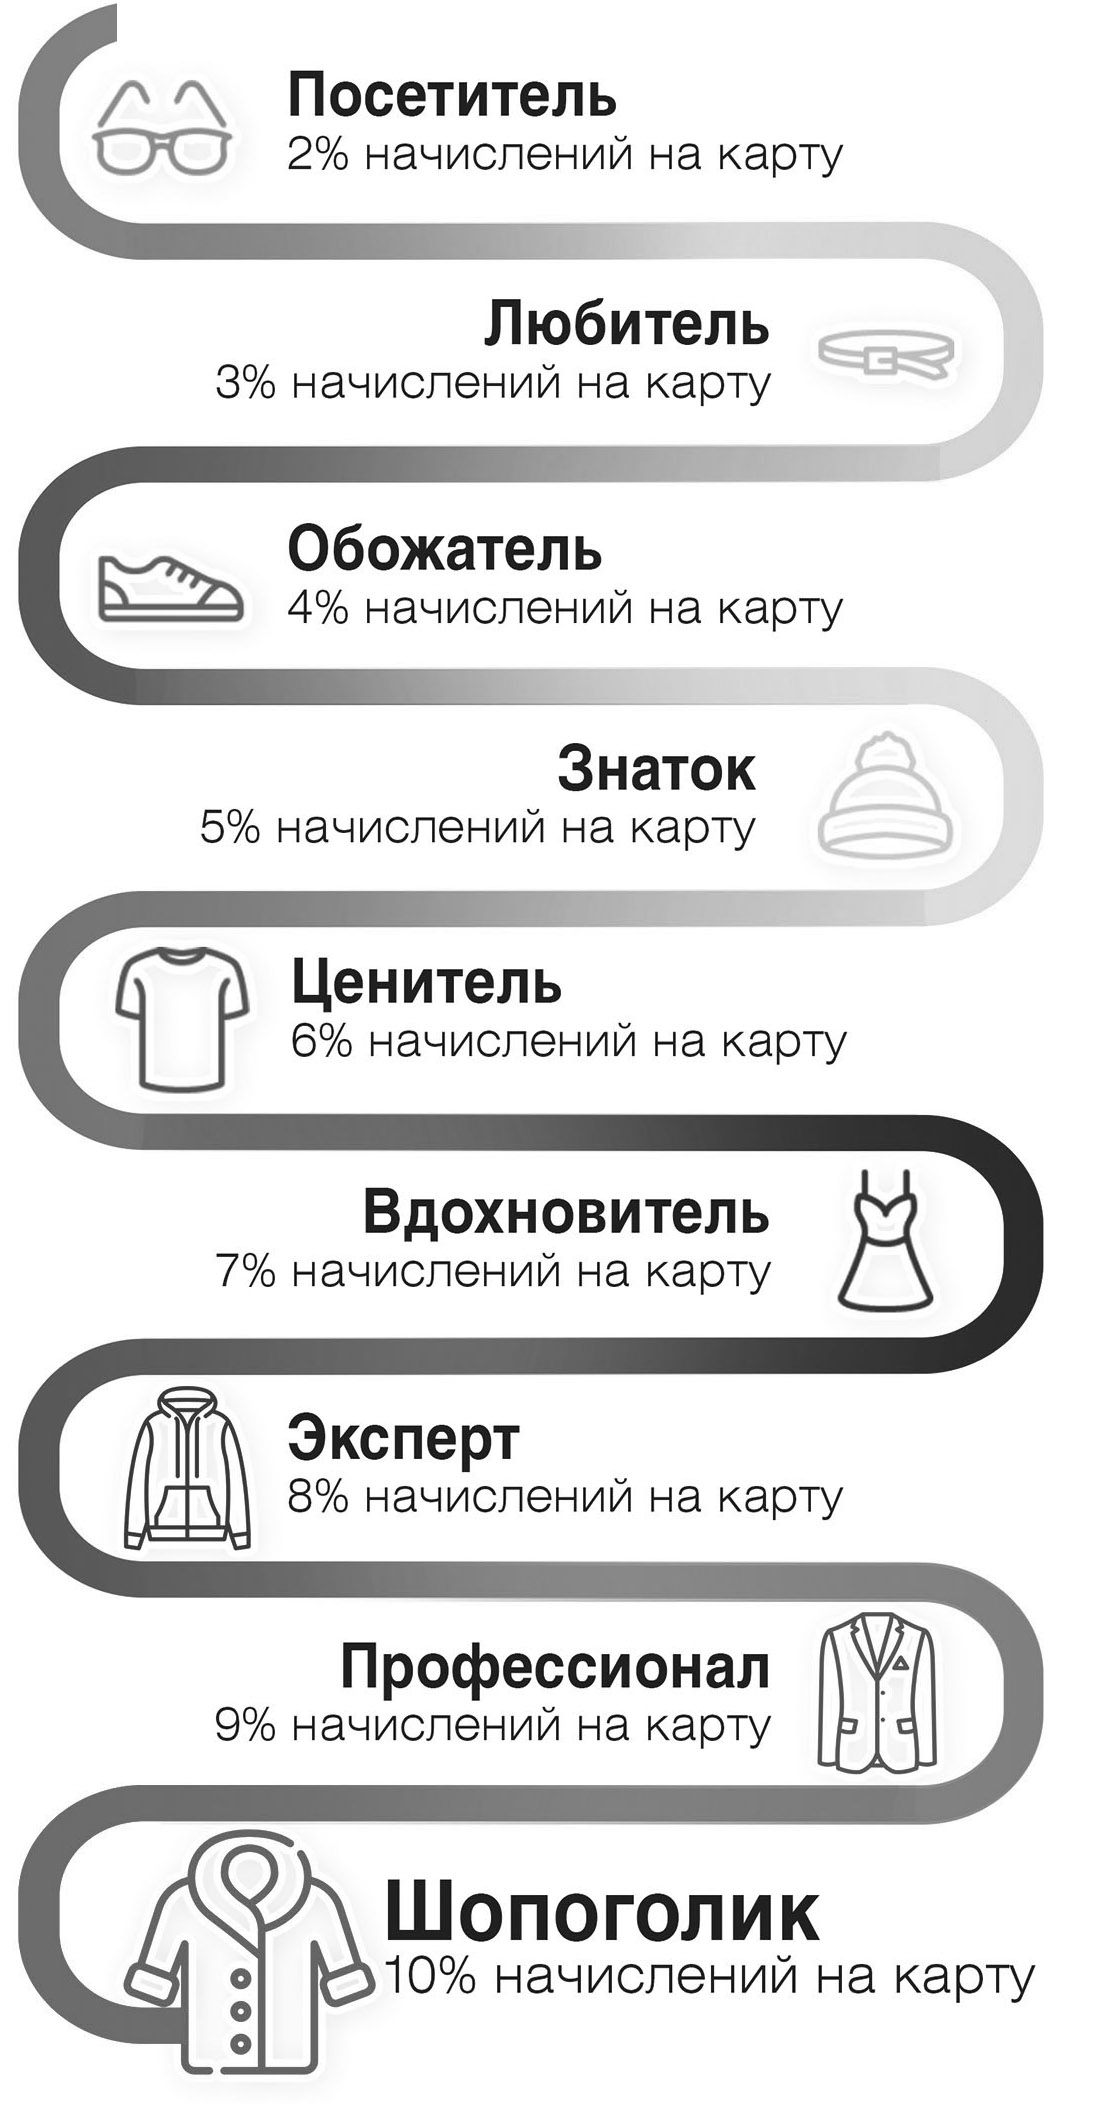 Посетитель
2% начислений на карту
Любитель
3% начислений на карту
Обожатель
4% начислений на карту
Знаток
5% начислений на карту
Ценитель
6% начислений на карту
Вдохновитель
7% начислений на карту
Эксперт
8% начислений на карту
Профессионал
9% начислений на карту
Шопоголик
10% начислений на карту